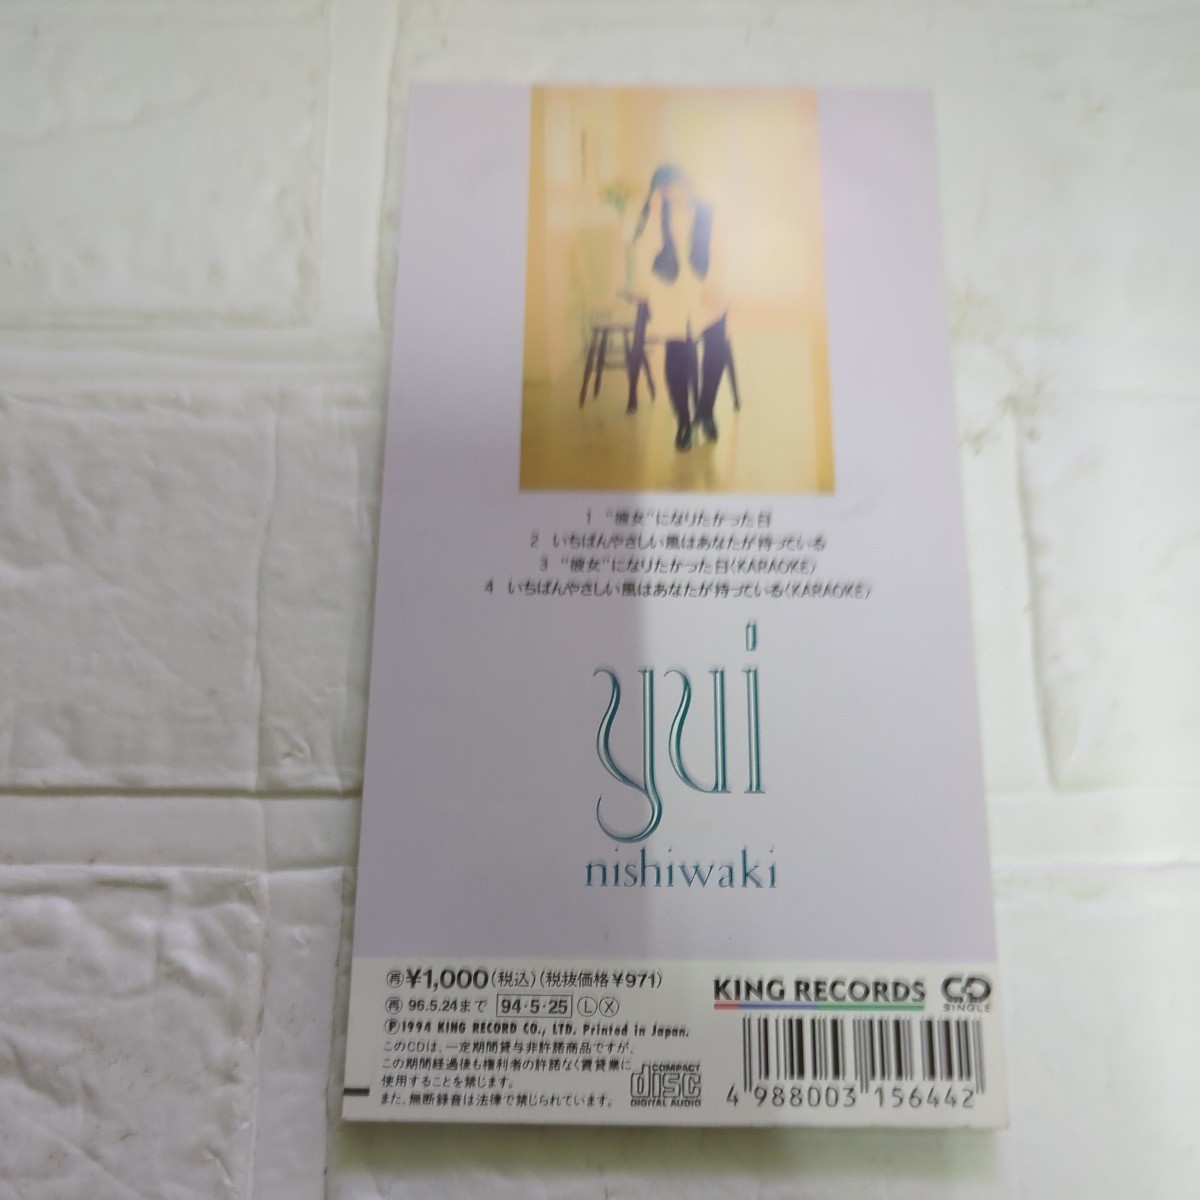 1 "彼女"になりたかった日
2 いちばんやさしい風はあなたが待っている
3 "彼女"になりたかった日(KARAOKE)
4 いちばんやさしい風はあなたが待っている(KARAOKE)
yui
nishiwaki
再¥1,000(税込)(税抜価格¥971)
再 96.5.24まで 94・5・25 L X
Ⓟ1994 KING RECORD CO., LTD. Printed in Japan.
このCDは、一定期間貸与非許諾商品ですが、
この期間経過後も権利者の許諾なく賃貸業に
使用することを禁じます。
また、無断録音は法律で禁じられています。
COMPACT
disc
DIGITAL AUDIO
KING RECORDS
CD
SINGLE
4 988003 156442